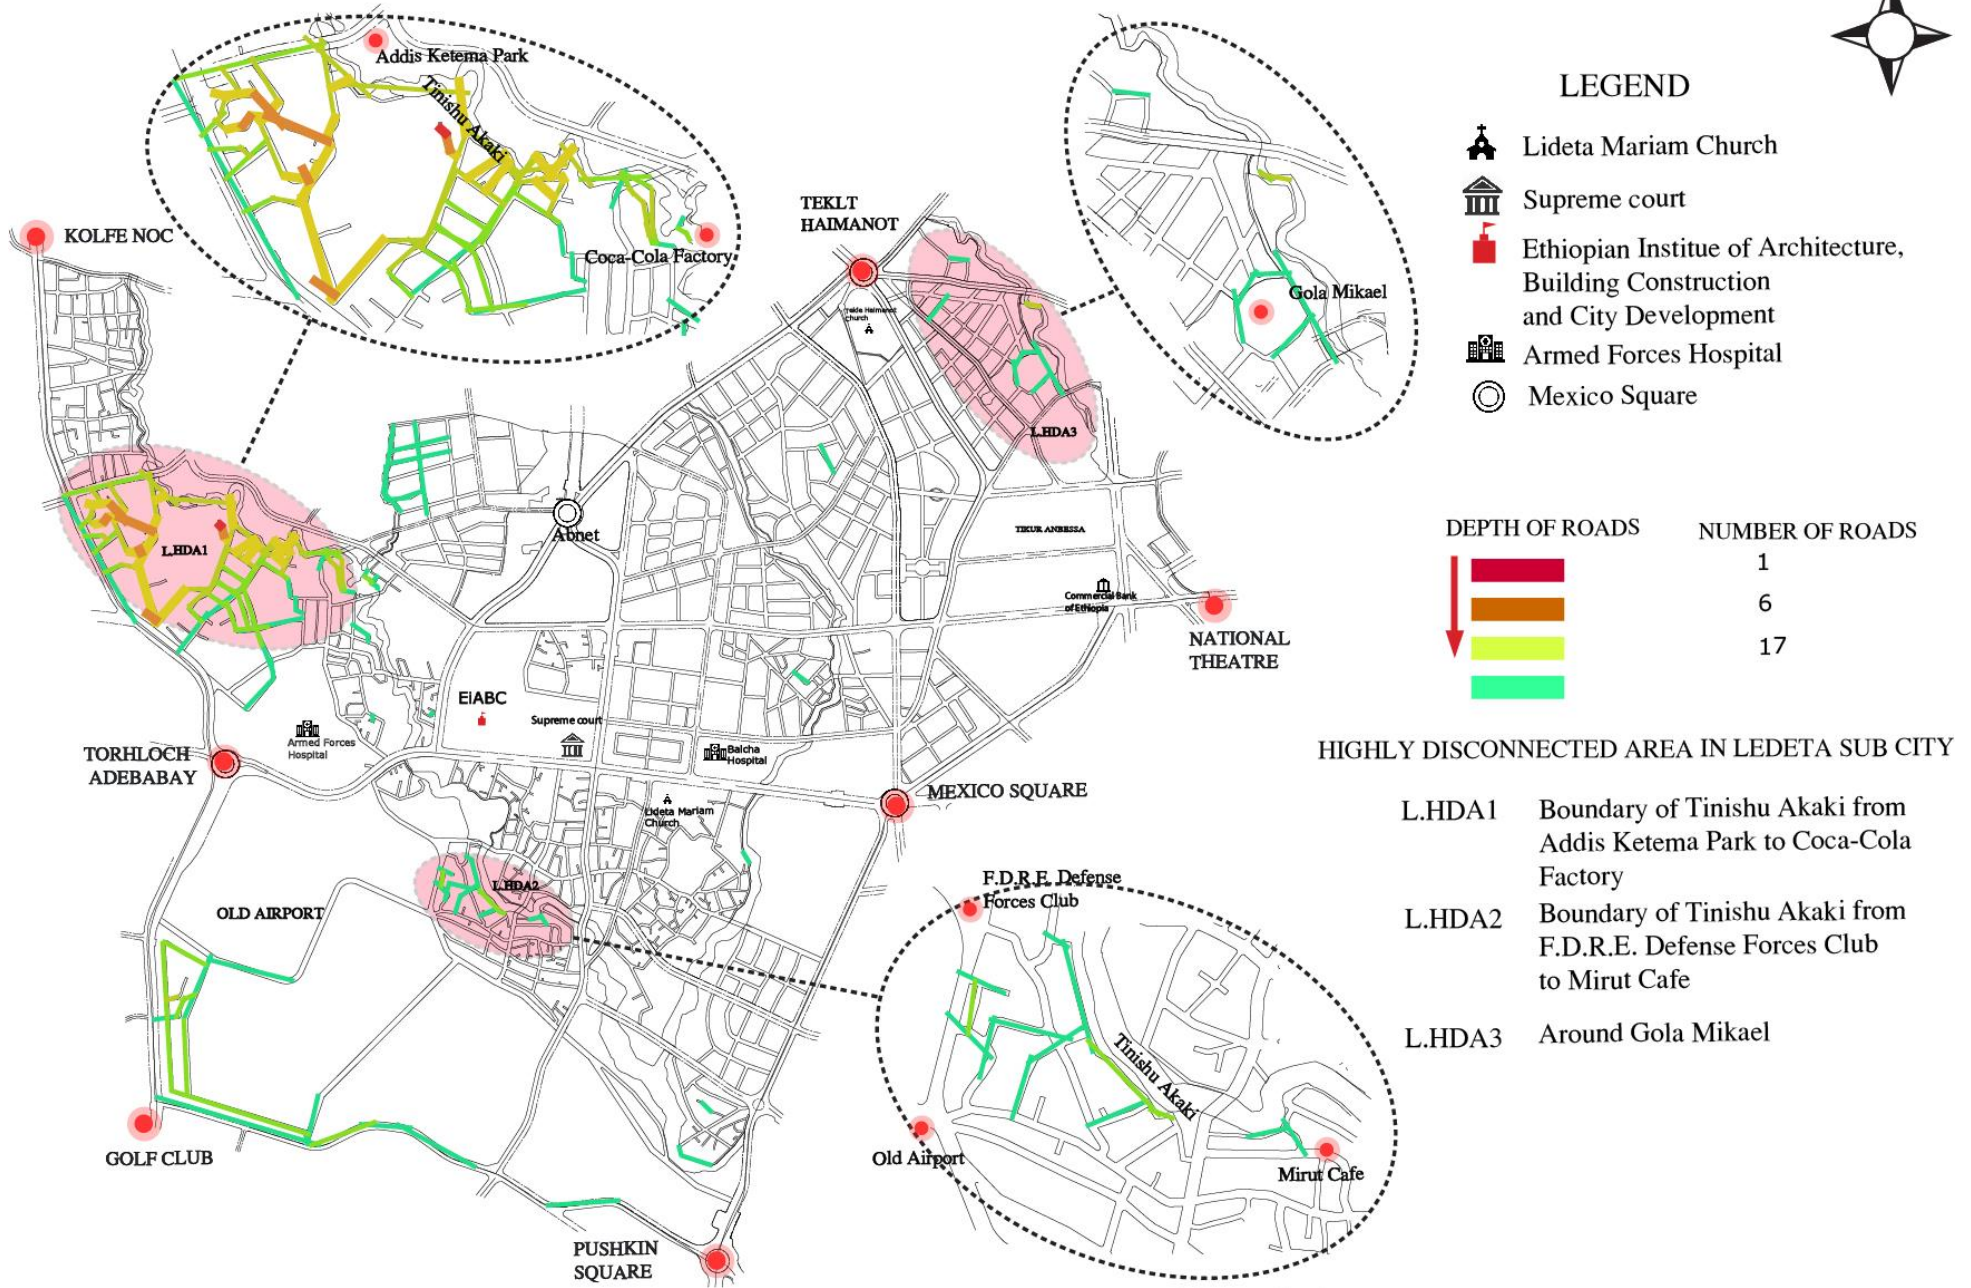 Addis Ketema Park
Tinishu Akaki
Coca-Cola Factory
KOLFE NOC
TEKLT
HAIMANOT
Tekle Haimanot
Church
Gola Mikael
L.HDA3
L.HDA1
Abnet
TIKUR ANBESSA
Commercial Bank
of Ethiopia
NATIONAL
THEATRE
EiABC
Supreme court
Armed Forces
Hospital
Balcha
Hospital
TORHLOCH
ADEBABAY
MEXICO SQUARE
Lideta Mariam
Church
L.HDA2
OLD AIRPORT
GOLF CLUB
PUSHKIN
SQUARE
F.D.R.E. Defense
Forces Club
Tinishu Akaki
Old Airport
Mirut Cafe
LEGEND
Lideta Mariam Church
Supreme court
Ethiopian Institue of Architecture,
Building Construction
and City Development
Armed Forces Hospital
Mexico Square
DEPTH OF ROADS
NUMBER OF ROADS
1
6
17
HIGHLY DISCONNECTED AREA IN LEDETA SUB CITY
L.HDA1 Boundary of Tinishu Akaki from
Addis Ketema Park to Coca-Cola
Factory
L.HDA2 Boundary of Tinishu Akaki from
F.D.R.E. Defense Forces Club
to Mirut Cafe
L.HDA3 Around Gola Mikael